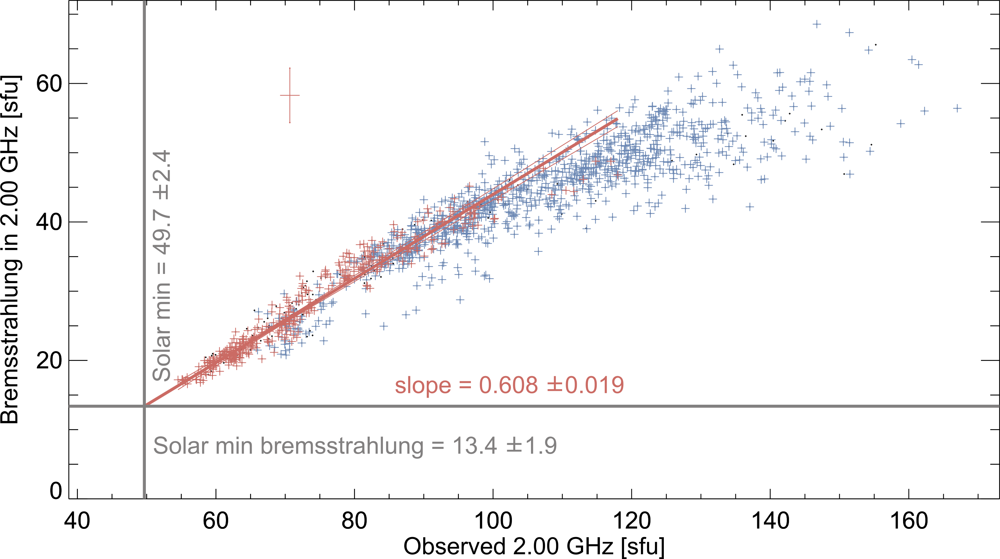 Bremsstrahlung in 2.00 GHz [sfu]
60
40
20
0
Solar min = 49.7 ±2.4
slope = 0.608 ±0.019
Solar min bremsstrahlung = 13.4 ±1.9
40 60 80 100 120 140 160
Observed 2.00 GHz [sfu]